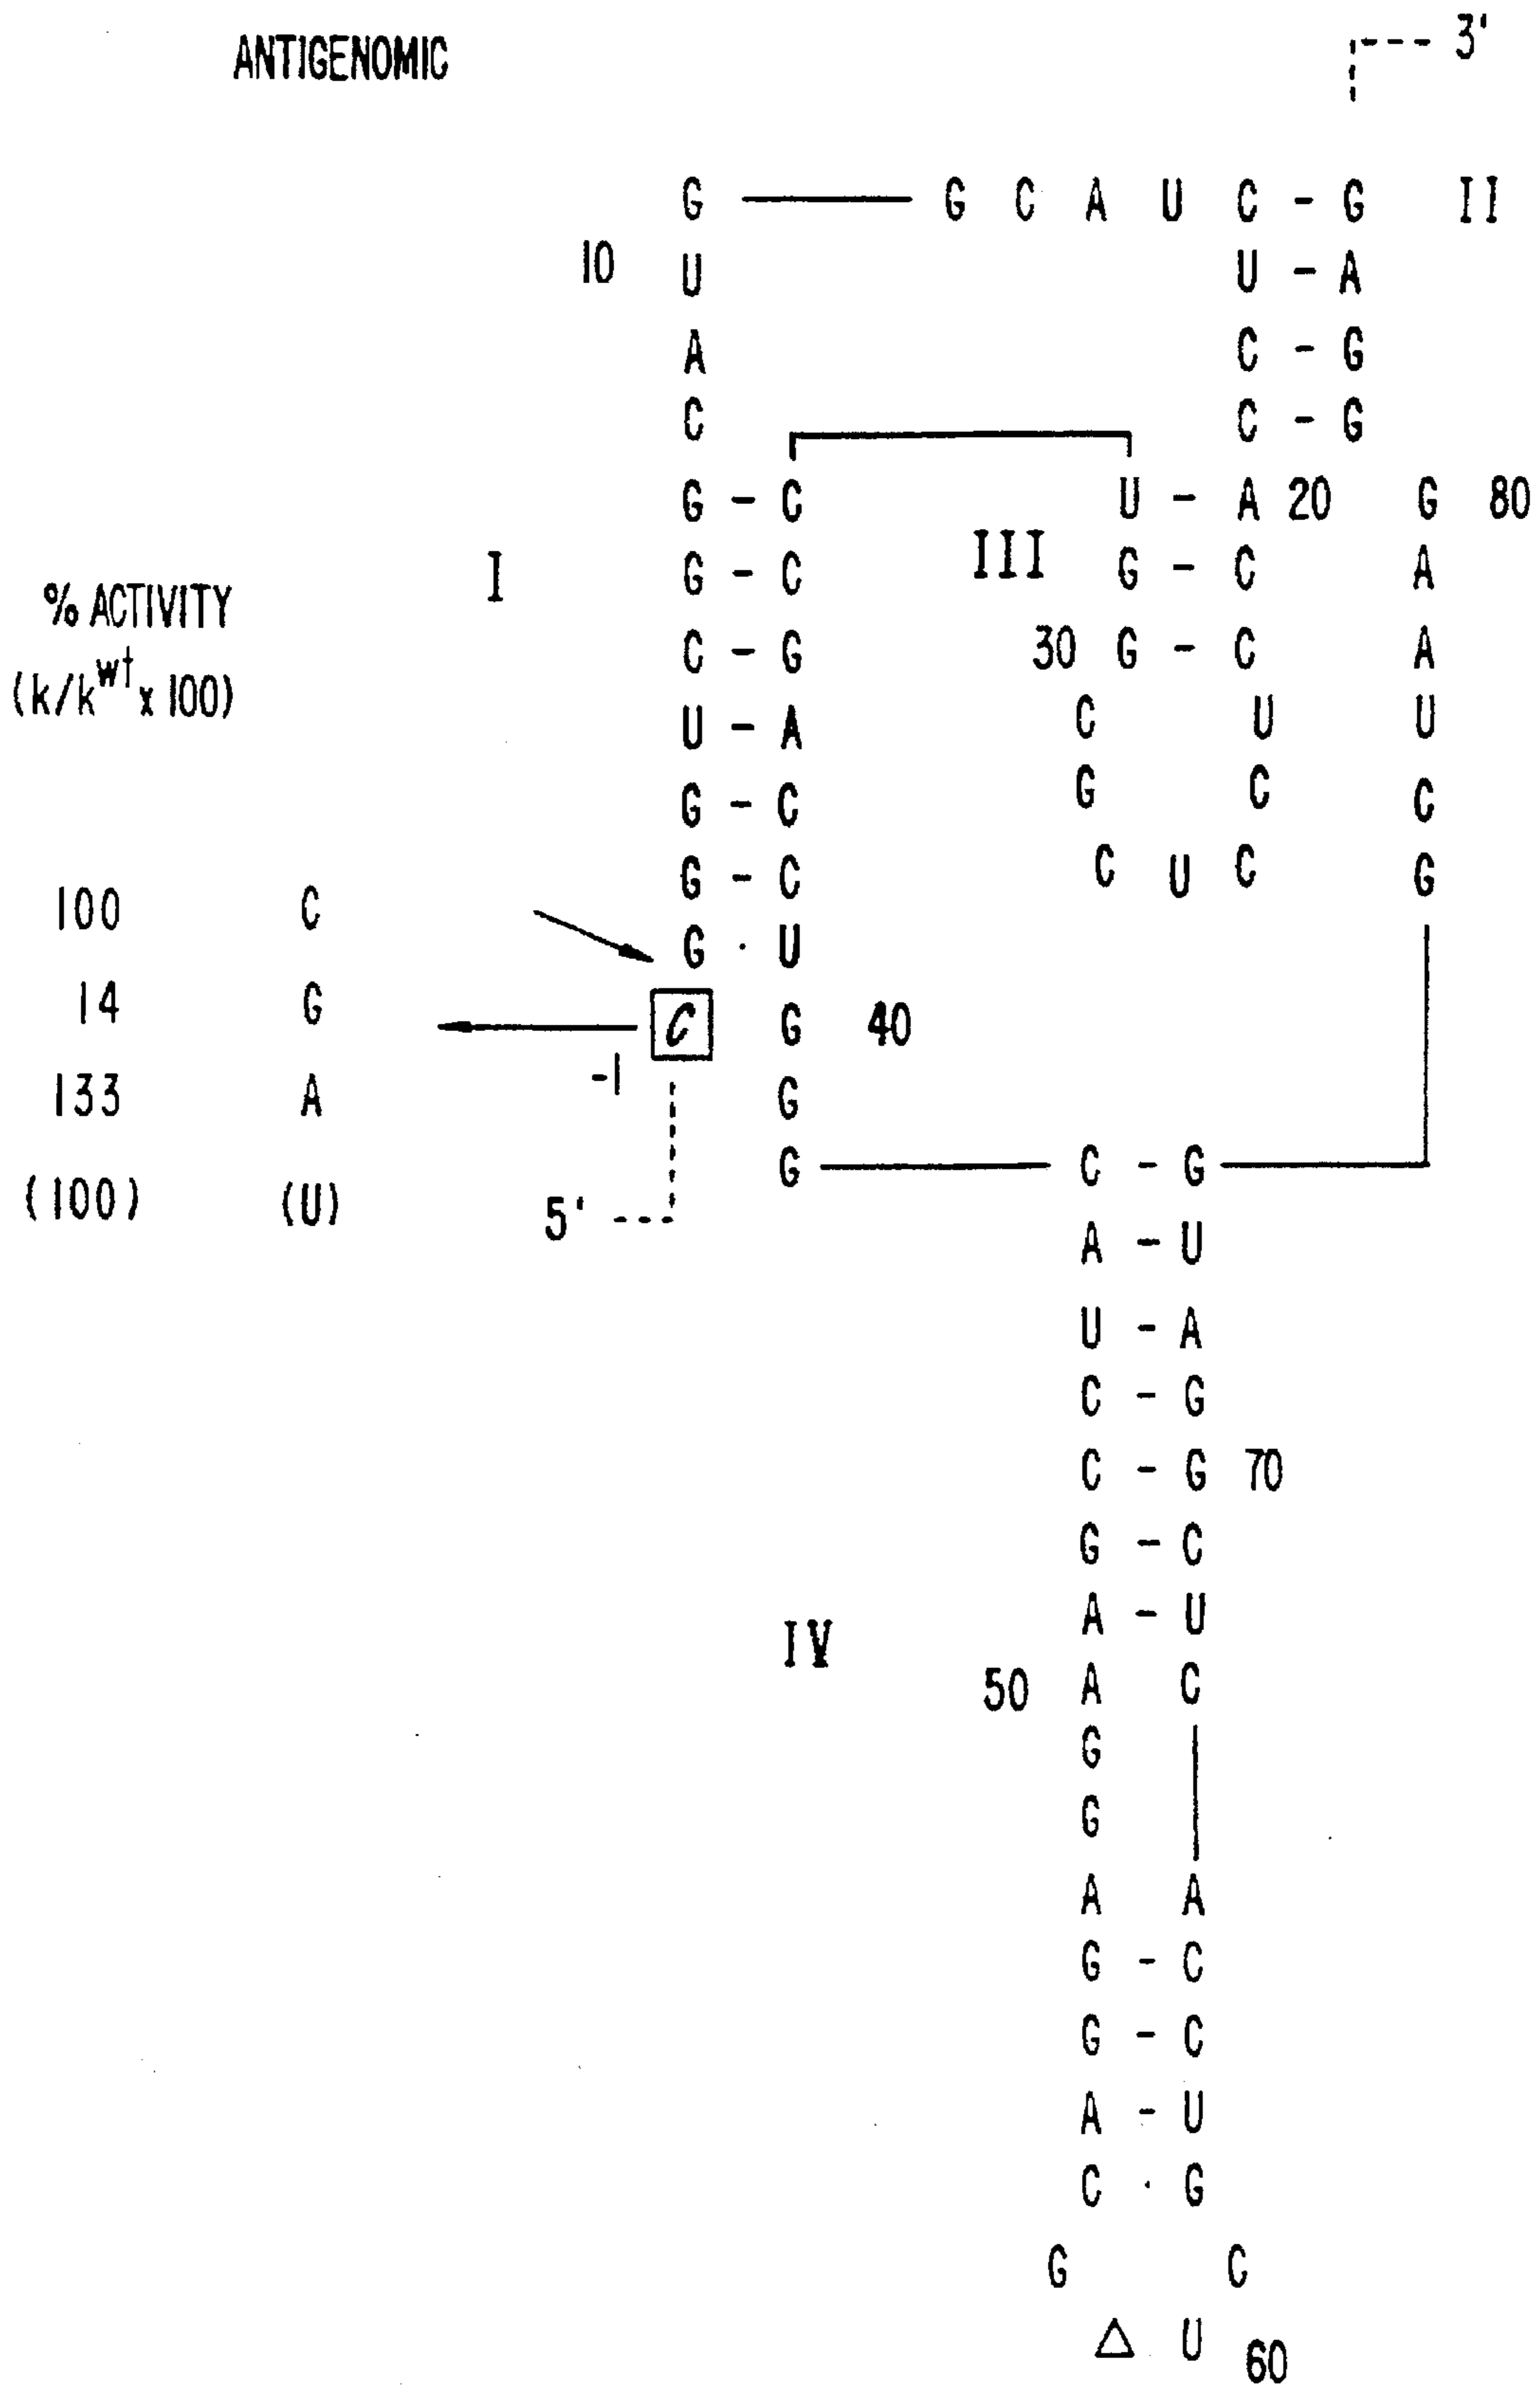 ANTIGENOMIC
3'
G G C A U C - G II
10 U U - A
A C - G
C C - G
G - C U - A 20 G 80
I G - C III G - C A
% ACTIVITY
C - G 30 G - C A
(k/k^wt x 100)
U - A C U U
G - C G C C
G - C C U C G
100 C
G · U
14 G
C G 40
-1
133 A
G
G C - G
(100) (U)
5'
A - U
U - A
C - G
C - G 70
G - C
A - U
IV
50 A C
G
G
A A
G - C
G - C
A - U
C · G
G C
Δ U 60